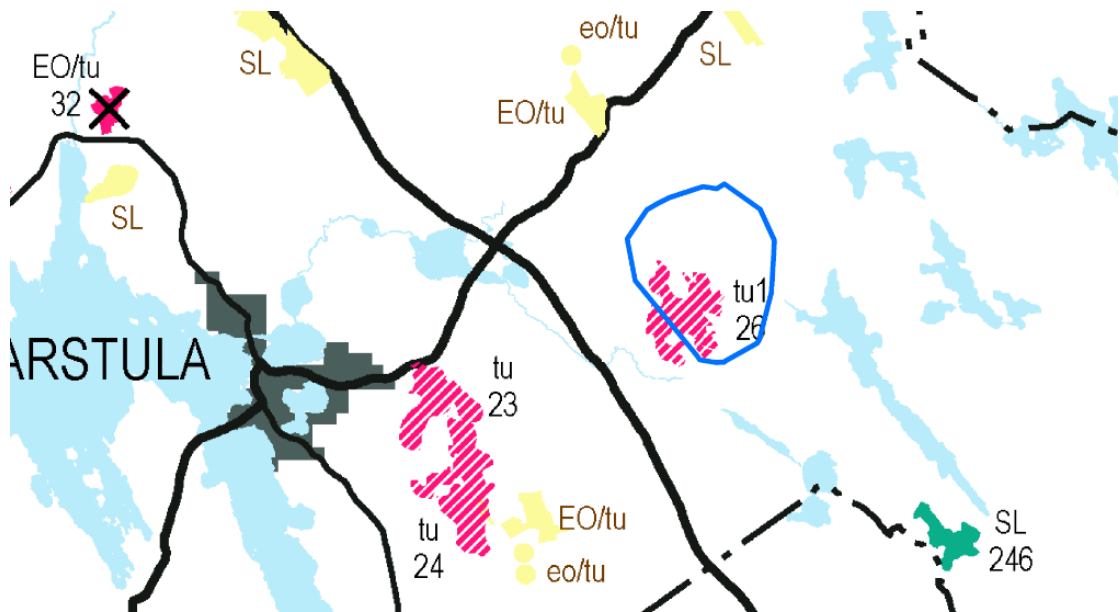 eo/tu
SL
EO/tu
32
SL
EO/tu
SL
tu1
26
ARSTULA
tu
23
EO/tu
tu
24
eo/tu
SL
246